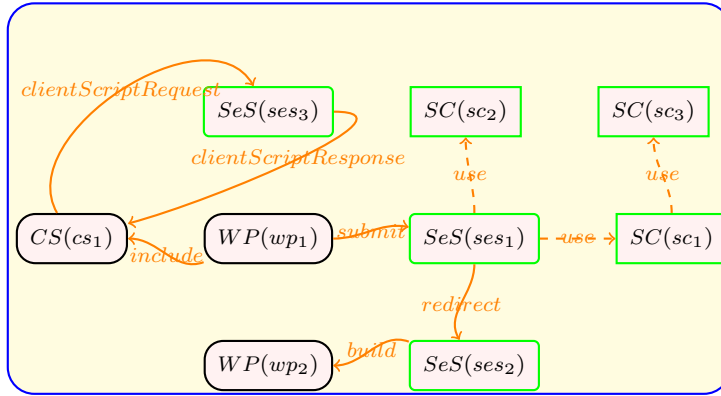 clientScriptRequest
SeS(ses₃)
SC(sc₂)
SC(sc₃)
clientScriptResponse
use
use
CS(cs₁)
WP(wp₁)
submit
SeS(ses₁)
use
SC(sc₁)
include
redirect
build
WP(wp₂)
SeS(ses₂)